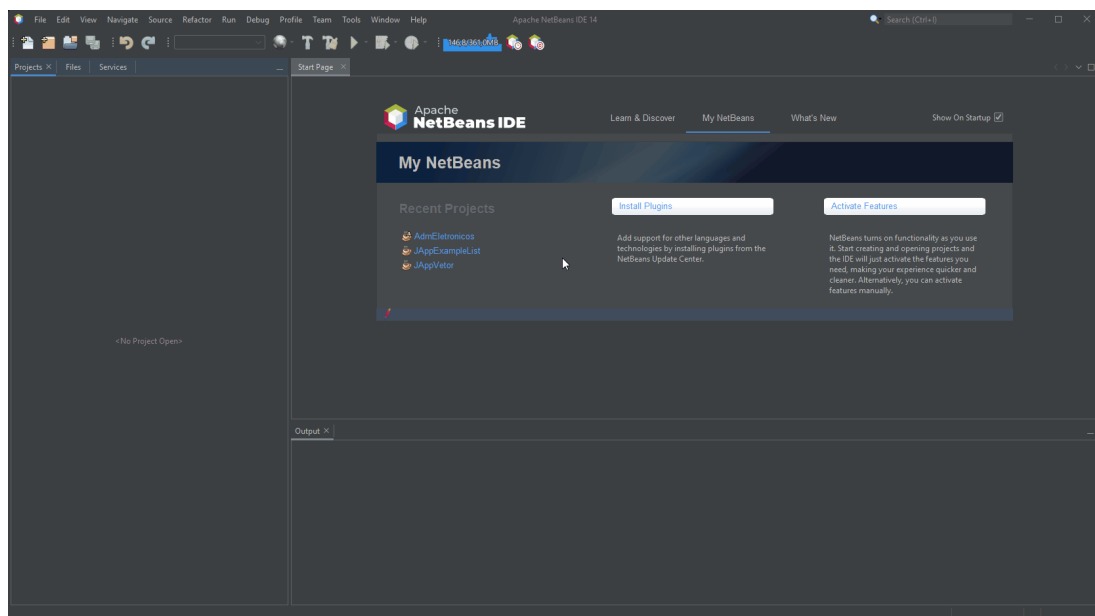 File Edit View Navigate Source Refactor Run Debug Profile Team Tools Window Help
Apache NetBeans IDE 14
Search (Ctrl+I)
146.8/361.0MB
Projects Files Services
Start Page
Apache
NetBeans IDE
Learn & Discover My NetBeans What's New
Show On Startup
My NetBeans
Recent Projects
AdmEletronicos
JAppExampleList
JAppVetor
Install Plugins
Add support for other languages and
technologies by installing plugins from the
NetBeans Update Center.
Activate Features
NetBeans turns on functionality as you use
it. Start creating and opening projects and
the IDE will just activate the features you
need, making your experience quicker and
cleaner. Alternatively, you can activate
features manually.
<No Project Open>
Output